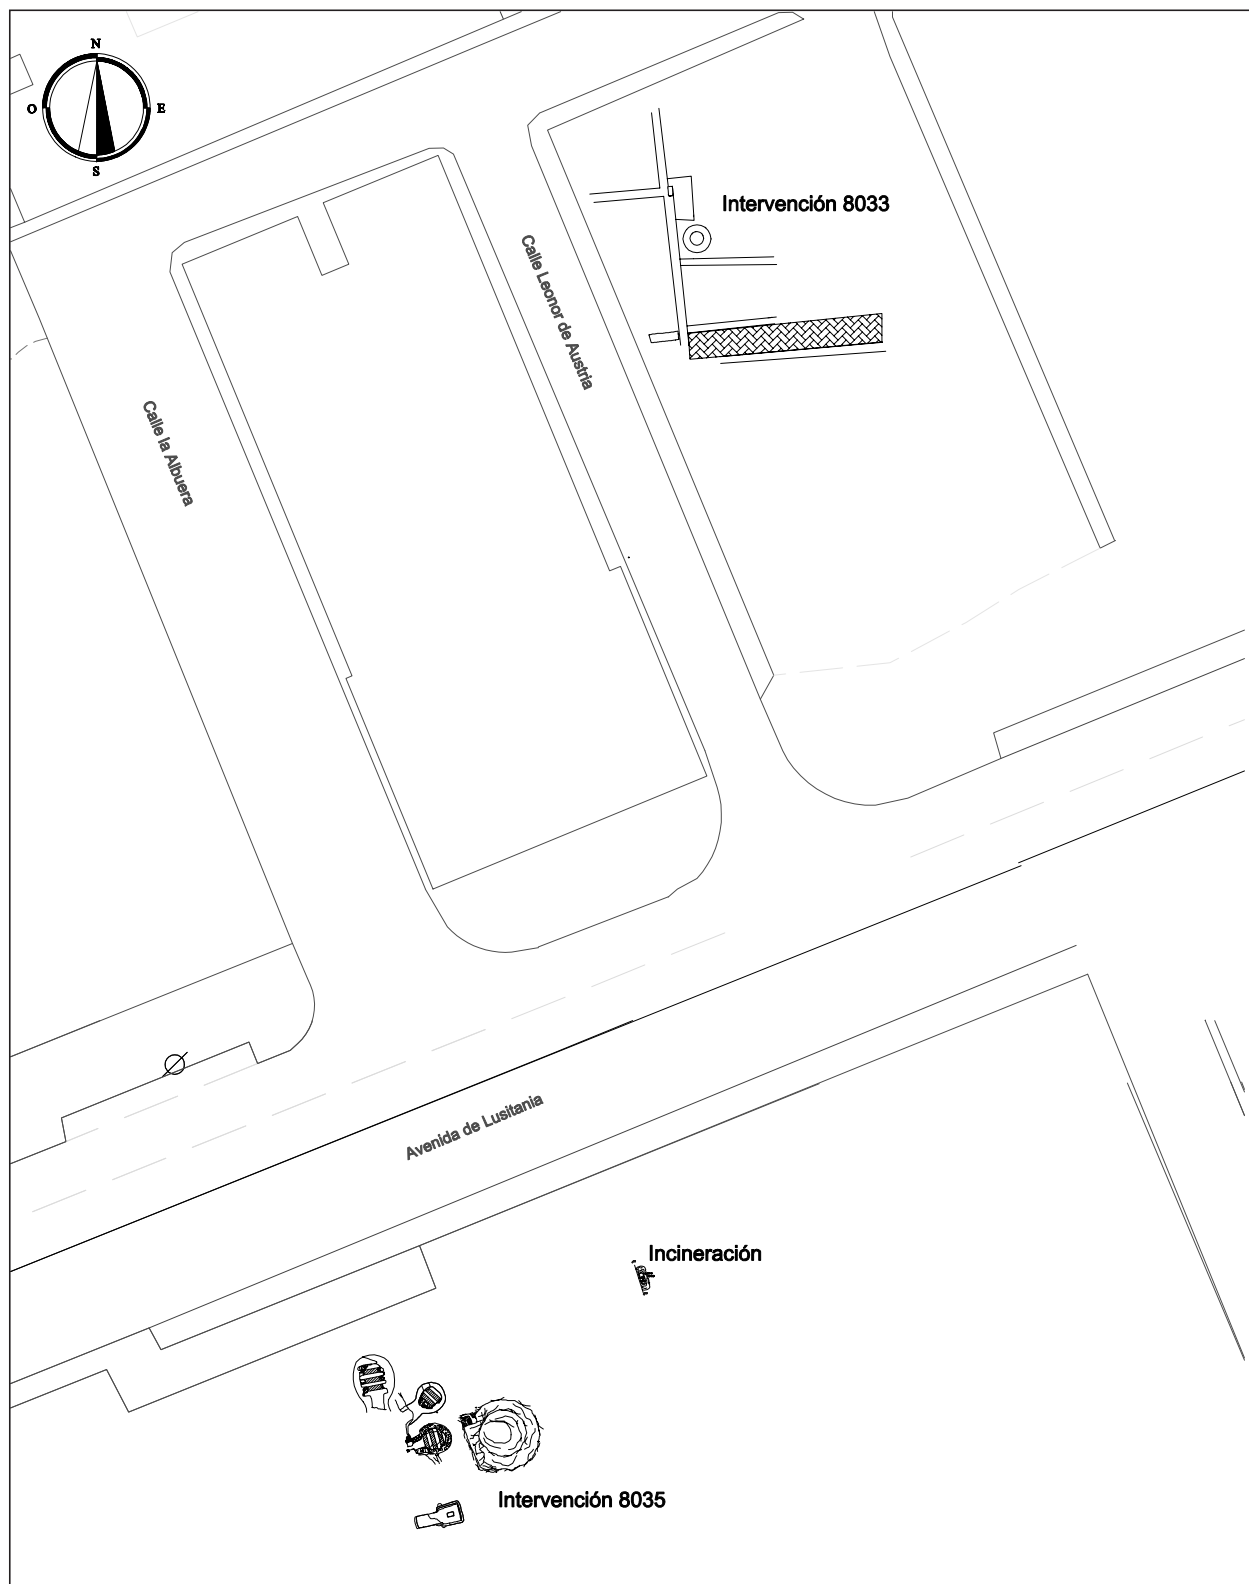 N
O E
S
Intervención 8033
Calle Leonor de Austria
Calle la Albuera
Avenida de Lusitania
Incineración
Intervención 8035